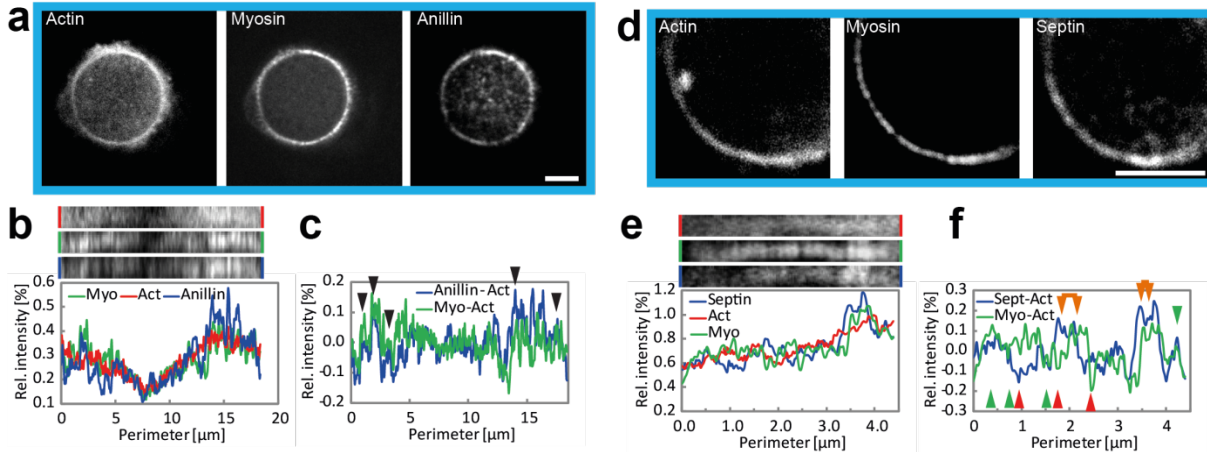 a
Actin Myosin Anillin
d
Actin Myosin Septin
b
Myo Act Anillin
Rel. intensity [%]
0.6
0.5
0.4
0.3
0.2
0.1
0 5 10 15 20
Perimeter [µm]
c
Anillin-Act
Myo-Act
Rel. intensity [%]
0.2
0.1
0.0
-0.1
-0.2
0 5 10 15
Perimeter [µm]
e
Septin
Act
Myo
Rel. intensity [%]
1.2
1.0
0.8
0.6
0.4
0.2
0.0 1.0 2.0 3.0 4.0
Perimeter [µm]
f
Sept-Act
Myo-Act
Rel. intensity [%]
0.3
0.2
0.1
0.0
-0.1
-0.2
-0.3
0 1 2 3 4
Perimeter [µm]